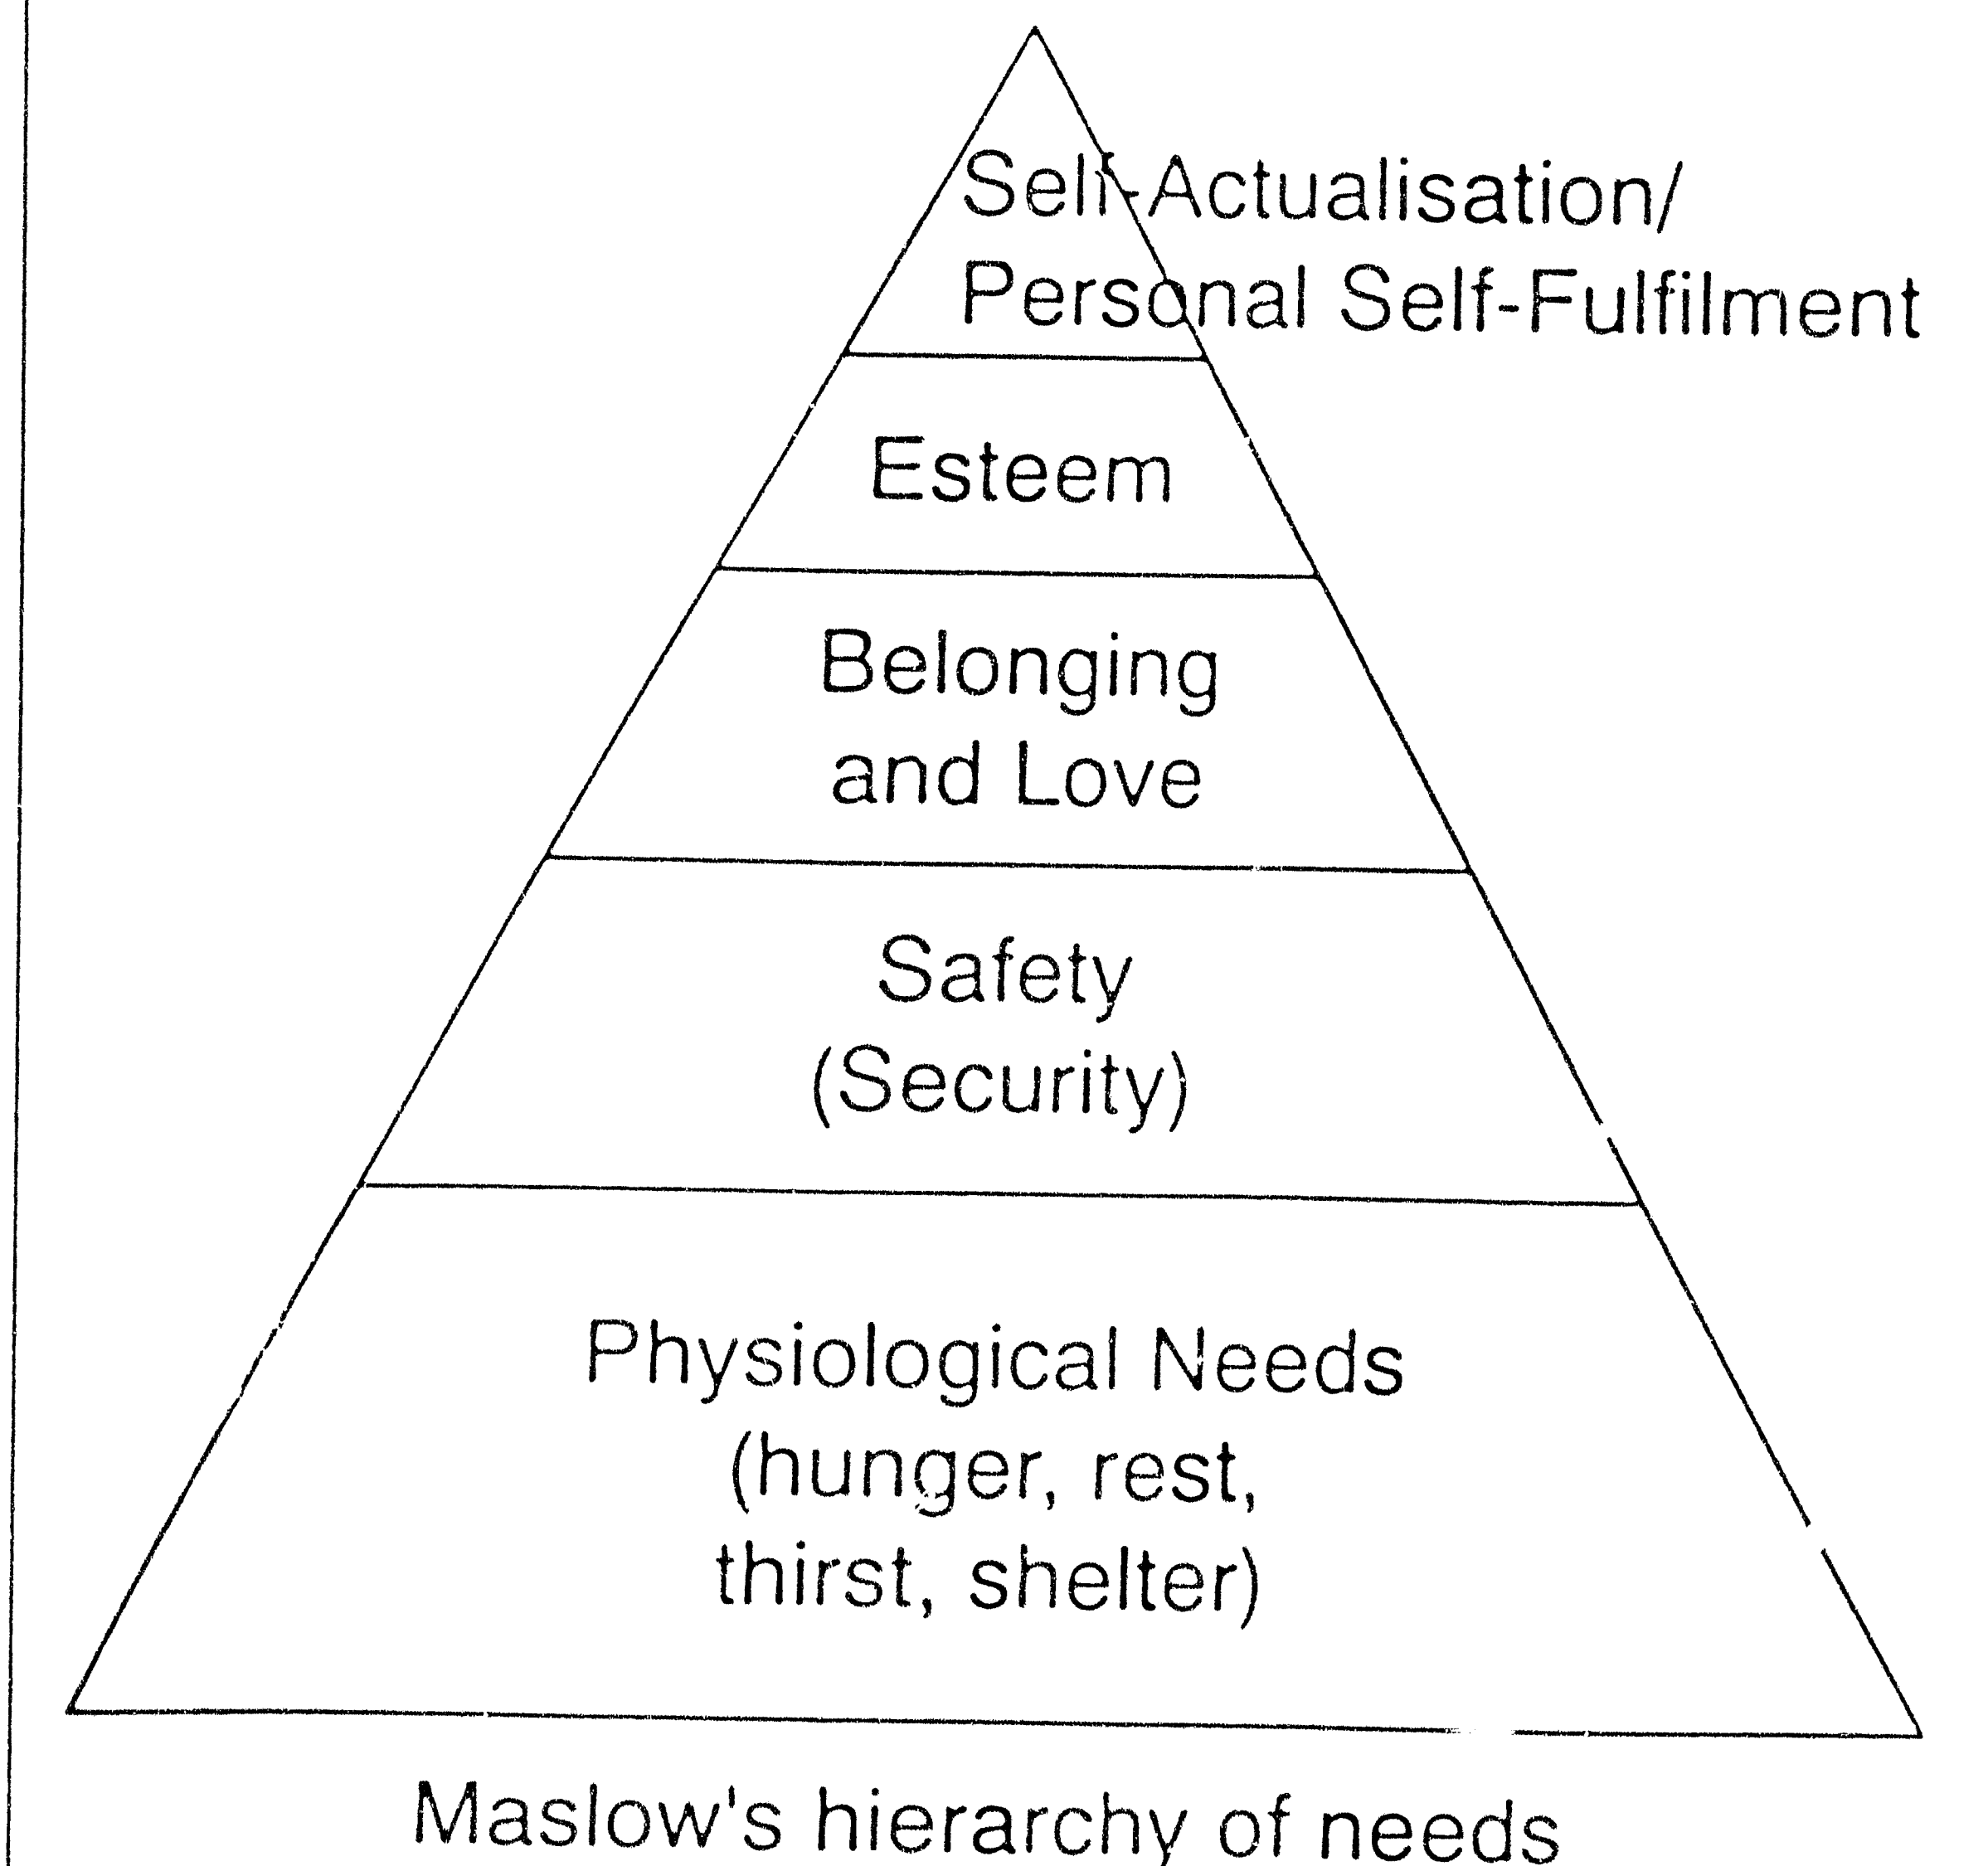 Self-Actualisation/
Personal Self-Fulfilment
Esteem
Belonging
and Love
Safety
(Security)
Physiological Needs
(hunger, rest,
thirst, shelter)
Maslow's hierarchy of needs